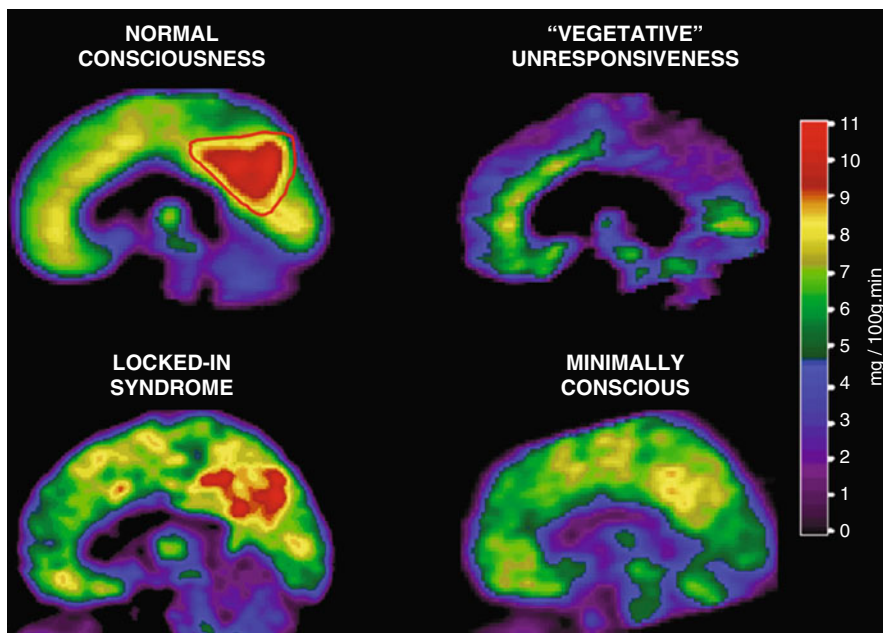 NORMAL
CONSCIOUSNESS
“VEGETATIVE”
UNRESPONSIVENESS
LOCKED-IN
SYNDROME
MINIMALLY
CONSCIOUS
11
10
9
8
7
6
5
4
3
2
1
0
mg / 100g.min